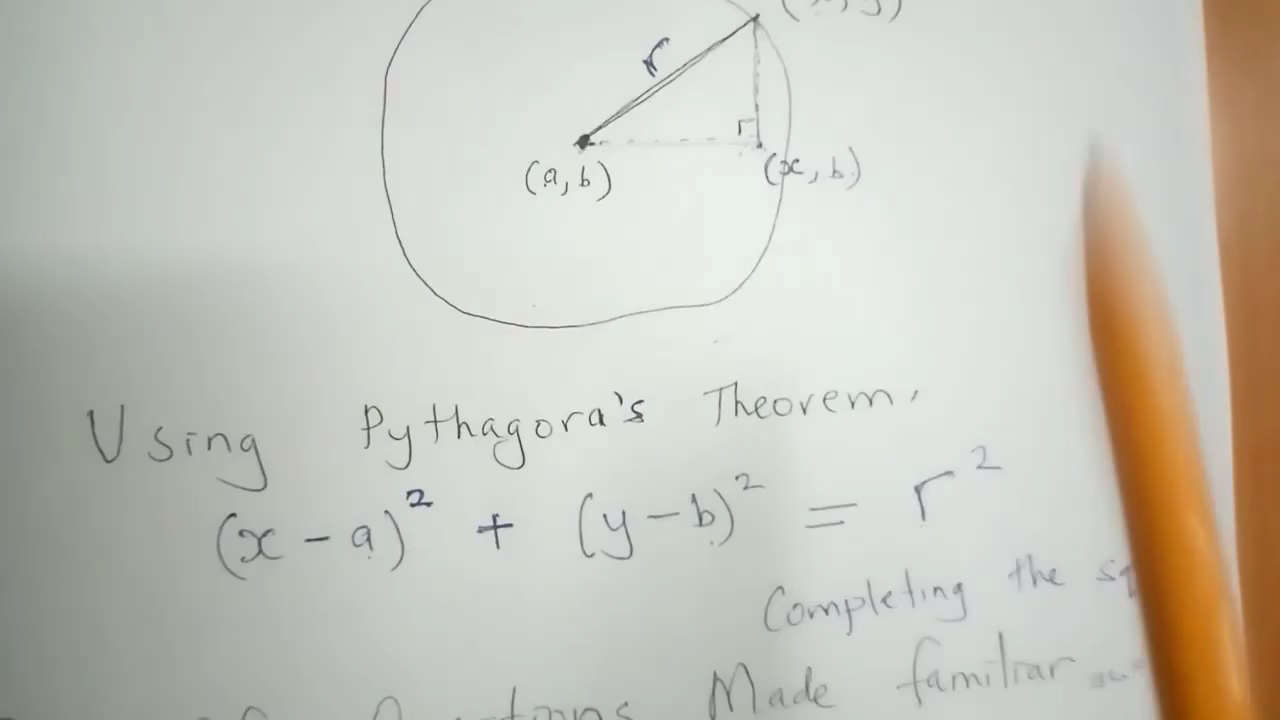 r
(a, b)
(x, b)
Using Pythagora's Theorem,
(x - a)² + (y - b)² = r²
Completing the
Made familiar